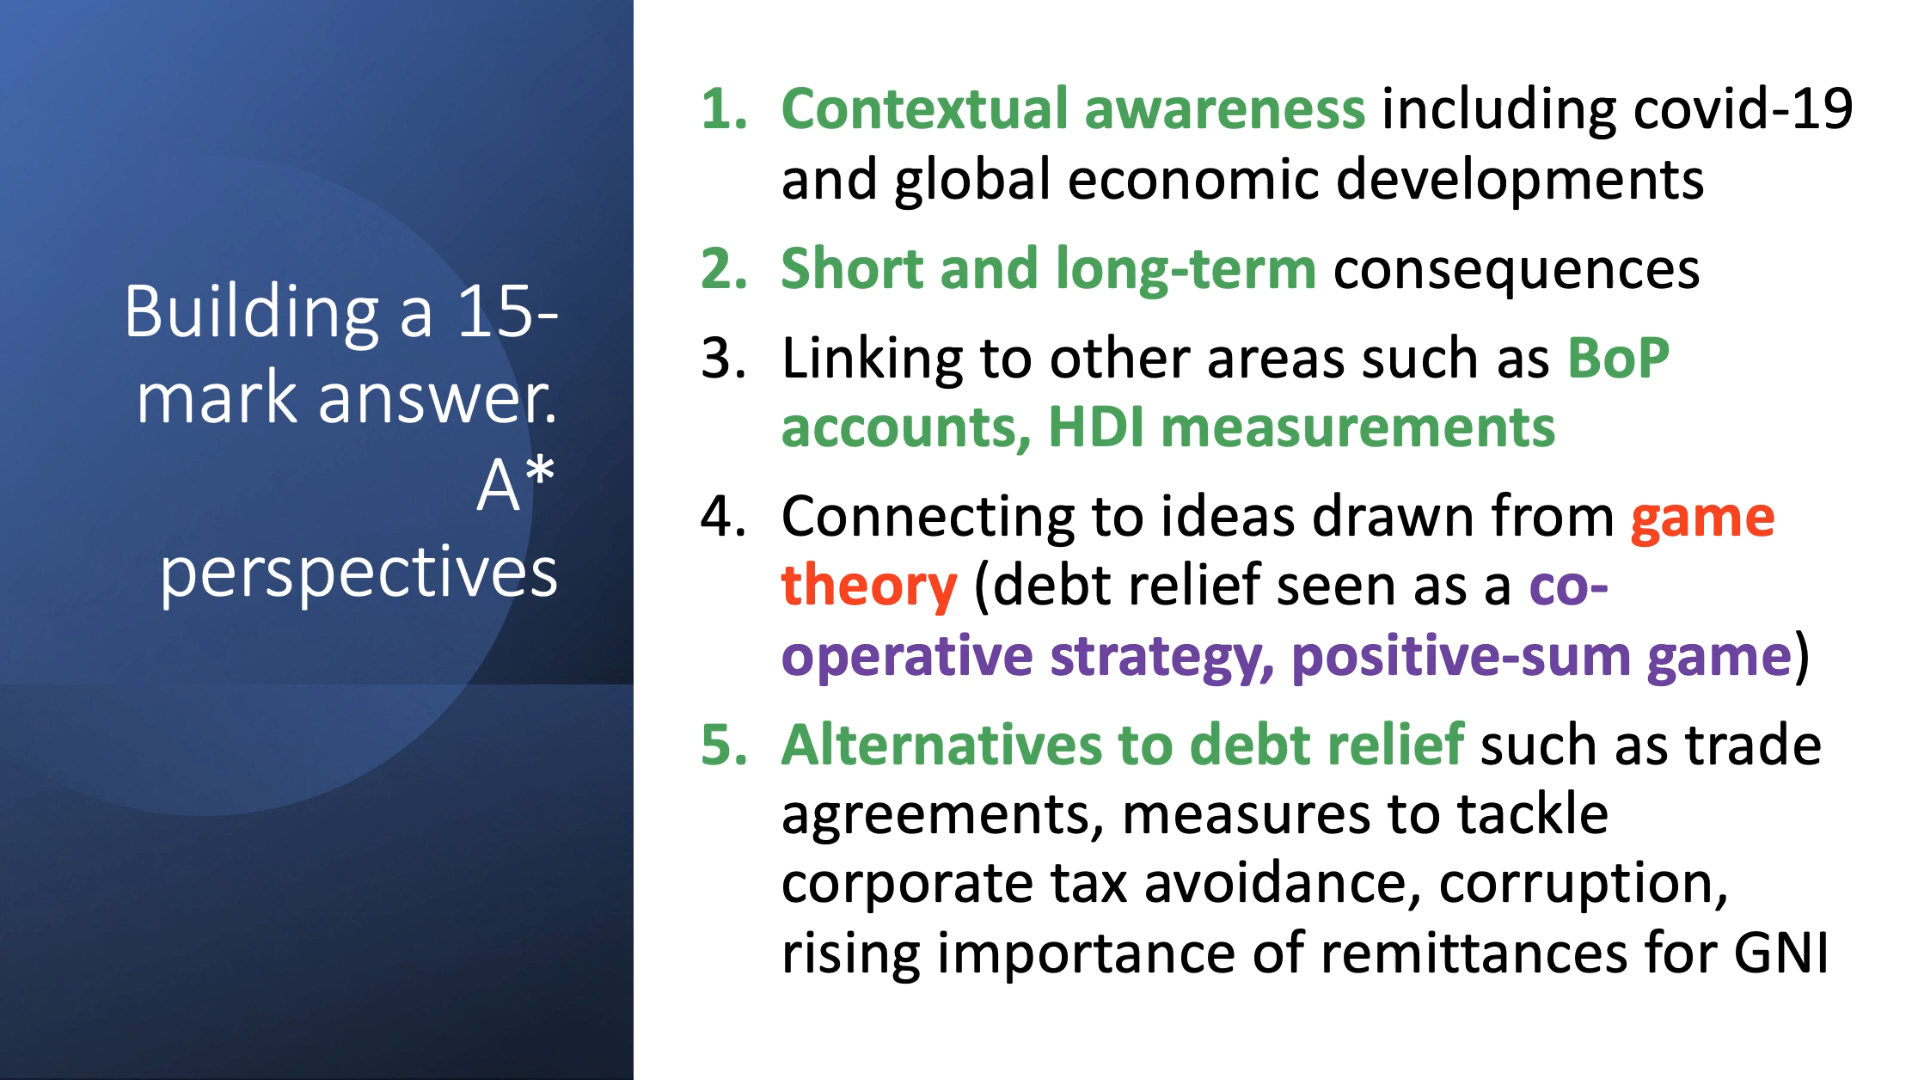 Building a 15-
mark answer.
A*
perspectives
1. Contextual awareness including covid-19
and global economic developments
2. Short and long-term consequences
3. Linking to other areas such as BoP
accounts, HDI measurements
4. Connecting to ideas drawn from game
theory (debt relief seen as a co-
operative strategy, positive-sum game)
5. Alternatives to debt relief such as trade
agreements, measures to tackle
corporate tax avoidance, corruption,
rising importance of remittances for GNI